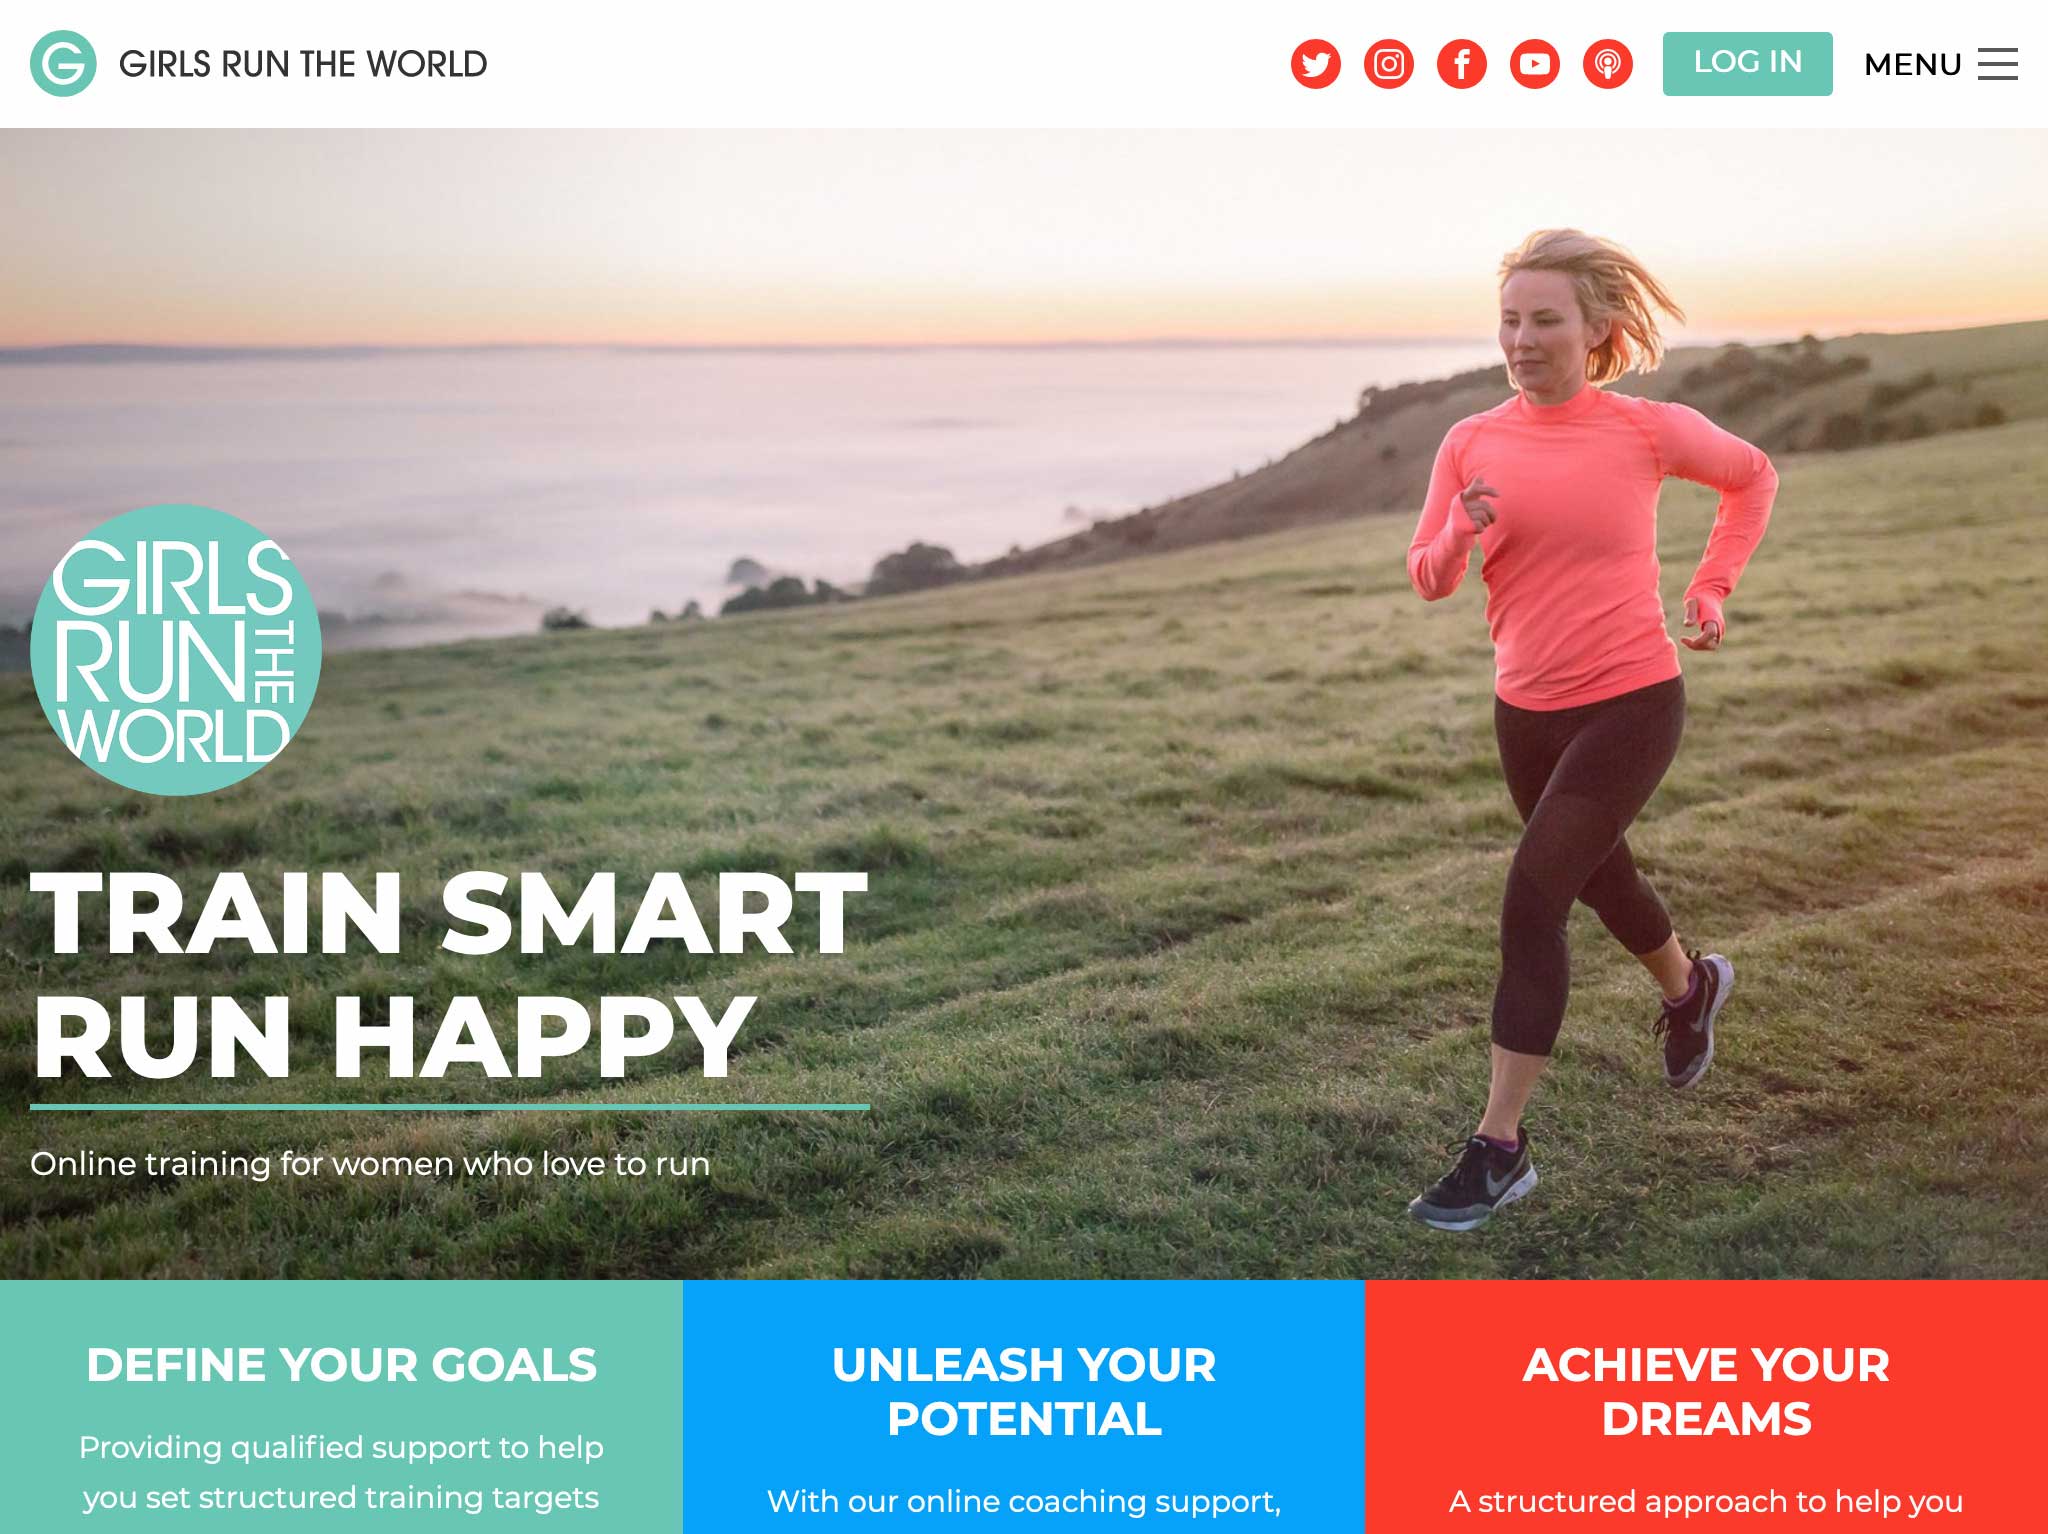 G GIRLS RUN THE WORLD
LOG IN
MENU
GIRLS
RUN THE
WORLD
TRAIN SMART
RUN HAPPY
Online training for women who love to run
DEFINE YOUR GOALS
Providing qualified support to help
you set structured training targets
UNLEASH YOUR
POTENTIAL
With our online coaching support,
ACHIEVE YOUR
DREAMS
A structured approach to help you